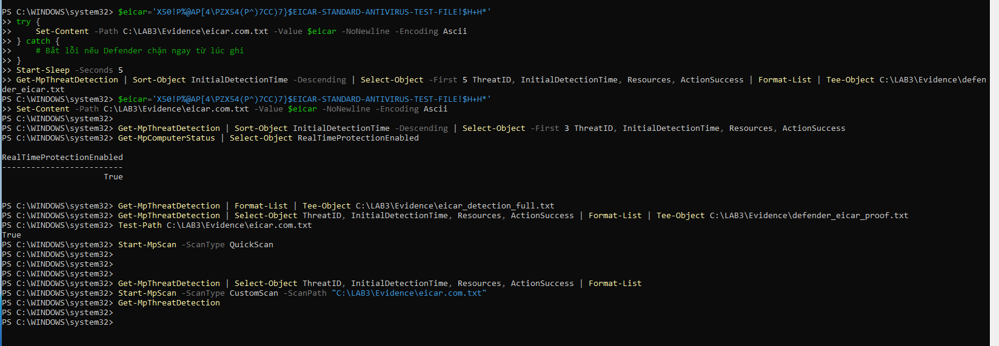 PS C:\WINDOWS\system32> $eicar='X50!P%@AP[4\PZX54(P^)7CC)7}$EICAR-STANDARD-ANTIVIRUS-TEST-FILE!$H+H*'
>> try {
>>     Set-Content -Path C:\LAB3\Evidence\eicar.com.txt -Value $eicar -NoNewline -Encoding Ascii
>> } catch {
>>     # Bắt lỗi nếu Defender chặn ngay từ lúc ghi
>> }
>> Start-Sleep -Seconds 5
>> Get-MpThreatDetection | Sort-Object InitialDetectionTime -Descending | Select-Object -First 5 ThreatID, InitialDetectionTime, Resources, ActionSuccess | Format-List | Tee-Object C:\LAB3\Evidence\defen
der_eicar.txt
PS C:\WINDOWS\system32> $eicar='X50!P%@AP[4\PZX54(P^)7CC)7}$EICAR-STANDARD-ANTIVIRUS-TEST-FILE!$H+H*'
>> Set-Content -Path C:\LAB3\Evidence\eicar.com.txt -Value $eicar -NoNewline -Encoding Ascii
PS C:\WINDOWS\system32>
PS C:\WINDOWS\system32> Get-MpThreatDetection | Sort-Object InitialDetectionTime -Descending | Select-Object -First 3 ThreatID, InitialDetectionTime, Resources, ActionSuccess
PS C:\WINDOWS\system32> Get-MpComputerStatus | Select-Object RealTimeProtectionEnabled
RealTimeProtectionEnabled
-------------------------
True
PS C:\WINDOWS\system32> Get-MpThreatDetection | Format-List | Tee-Object C:\LAB3\Evidence\eicar_detection_full.txt
PS C:\WINDOWS\system32> Get-MpThreatDetection | Select-Object ThreatID, InitialDetectionTime, Resources, ActionSuccess | Format-List | Tee-Object C:\LAB3\Evidence\defender_eicar_proof.txt
PS C:\WINDOWS\system32> Test-Path C:\LAB3\Evidence\eicar.com.txt
True
PS C:\WINDOWS\system32> Start-MpScan -ScanType QuickScan
PS C:\WINDOWS\system32>
PS C:\WINDOWS\system32>
PS C:\WINDOWS\system32>
PS C:\WINDOWS\system32> Get-MpThreatDetection | Select-Object ThreatID, InitialDetectionTime, Resources, ActionSuccess | Format-List
PS C:\WINDOWS\system32> Start-MpScan -ScanType CustomScan -ScanPath "C:\LAB3\Evidence\eicar.com.txt"
PS C:\WINDOWS\system32> Get-MpThreatDetection
PS C:\WINDOWS\system32>
PS C:\WINDOWS\system32>